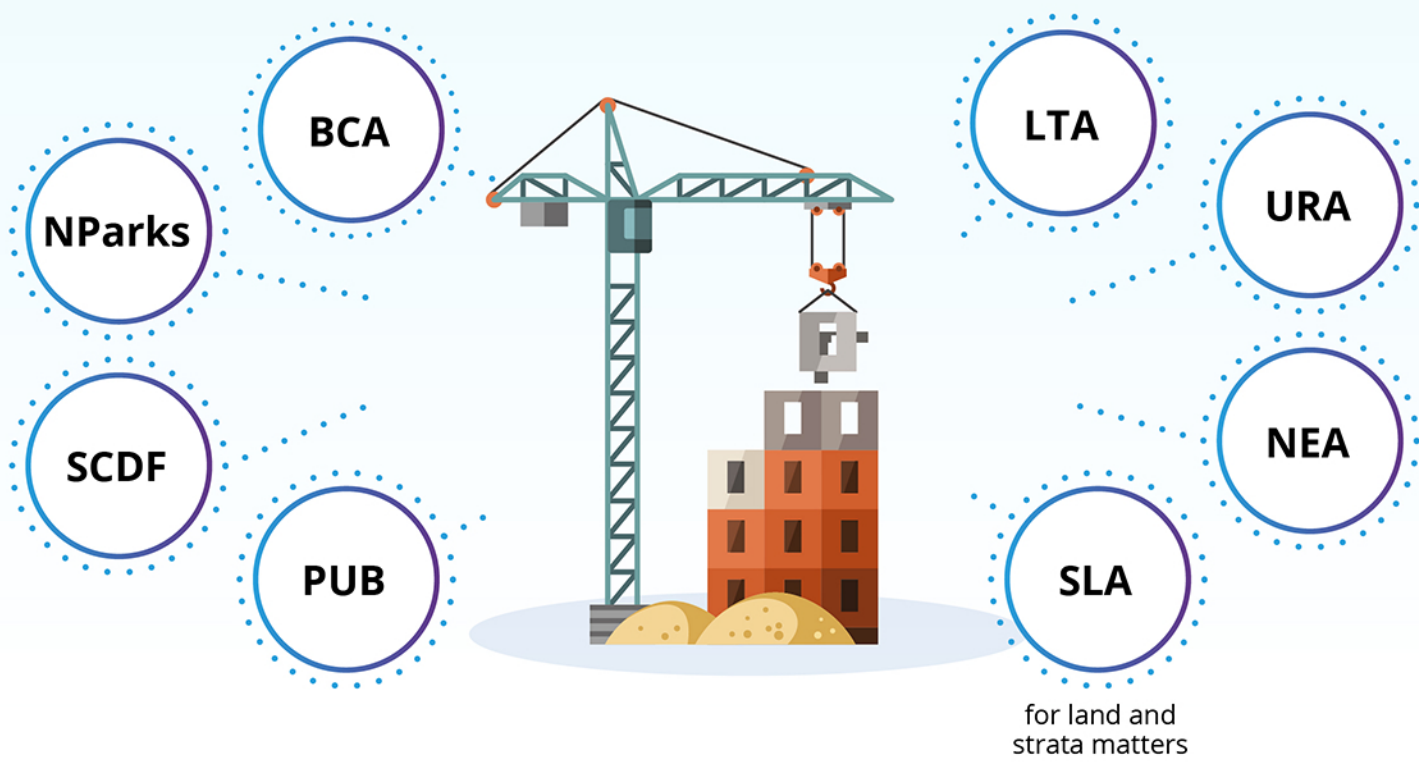 BCA
LTA
NParks
URA
SCDF
NEA
PUB
SLA
for land and
strata matters